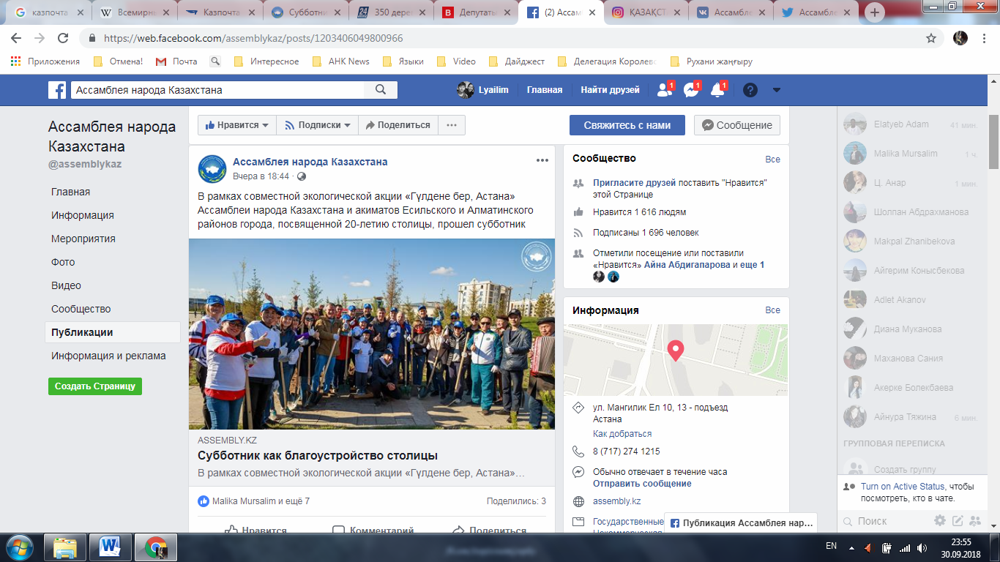 казпочта
Всемирн
Казпочта
Субботник
350 дерев
Депутаты
(2) Ассам
ҚАЗАҚСТ
Ассамбле
Ассамбле
https://web.facebook.com/assemblykaz/posts/1203406049800966
Приложения
Отмена!
Почта
Интересное
АНК News
Языки
Video
Дайджест
Делегация Королевс
Рухани жаңғыру
Ассамблея народа Казахстана
Lyailim
Главная
Найти друзей
1
1
1
Ассамблея народа
Казахстана
@assemblykaz
Главная
Информация
Мероприятия
Фото
Видео
Сообщество
Публикации
Информация и реклама
Создать Страницу
Нравится
Подписки
Поделиться
Свяжитесь с нами
Сообщение
Ассамблея народа Казахстана
Вчера в 18:44 ·
В рамках совместной экологической акции «Гүлдене бер, Астана»
Ассамблеи народа Казахстана и акиматов Есильского и Алматинского
районов города, посвященной 20-летию столицы, прошел субботник
ASSEMBLY.KZ
Субботник как благоустройство столицы
В рамках совместной экологической акции «Гүлдене бер, Астана»…
Malika Mursalim и ещё 7
Поделились: 3
Нравится
Комментарий
Поделиться
Сообщество
Все
Пригласите друзей поставить "Нравится"
этой Странице
Нравится 1 616 людям
Подписаны 1 696 человек
Отметили посещение или поставили
«Нравится» Айна Абдигапарова и еще 1
Информация
Все
ул. Мангилик Ел 10, 13 - подъезд
Астана
Как добраться
8 (717) 274 1215
Обычно отвечает в течение часа
Отправить сообщение
assembly.kz
Государственные
Некоммерческая
Публикация Ассамблея нар...
Elatyeb Adam
41 мин.
Malika Mursalim
1 ч.
Ц. Анар
1 мин.
Шолпан Абдрахманова
Makpal Zhanibekova
Айгерим Конысбекова
Adlet Akanov
Диана Муканова
Маханова Сания
Акерке Болекбаева
Айнура Тяжина
6 мин.
ГРУППОВАЯ ПЕРЕПИСКА
Создать группу
Turn on Active Status, чтобы
посмотреть, кто в чате.
Поиск
EN
23:55
30.09.2018